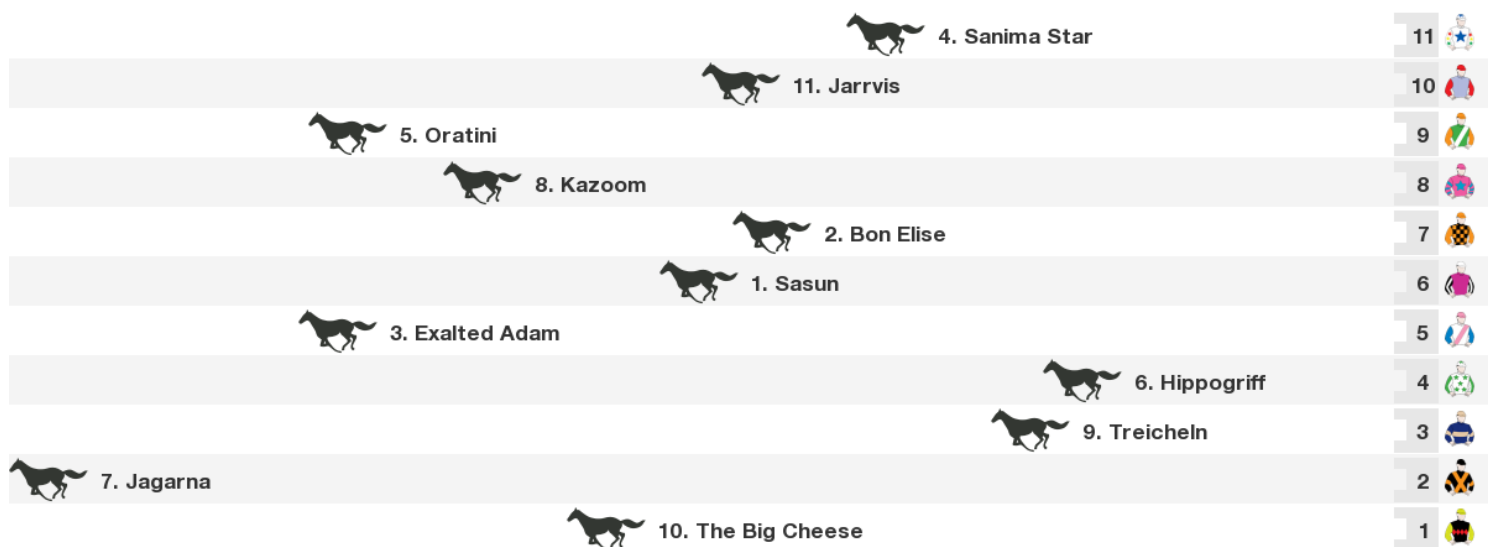 4. Sanima Star 11
11. Jarrvis 10
5. Oratini 9
8. Kazoom 8
2. Bon Elise 7
1. Sasun 6
3. Exalted Adam 5
6. Hippogriff 4
9. Treicheln 3
7. Jagarna 2
10. The Big Cheese 1